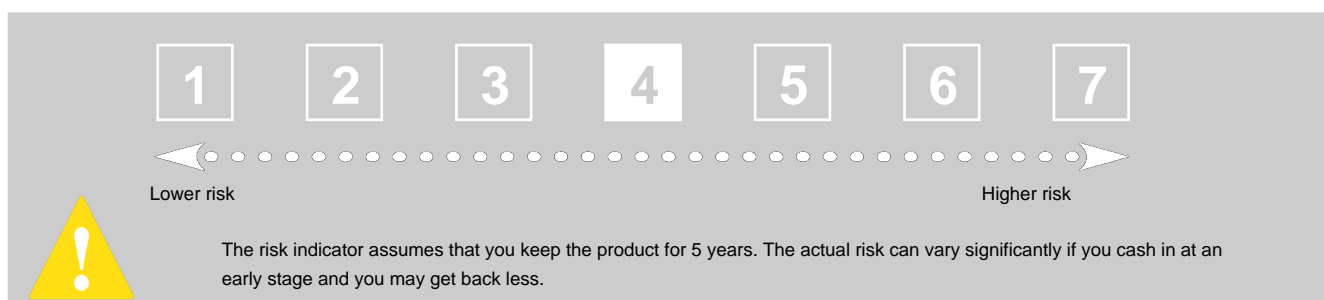 1 2 3 4 5 6 7
Lower risk Higher risk
The risk indicator assumes that you keep the product for 5 years. The actual risk can vary significantly if you cash in at an
early stage and you may get back less.